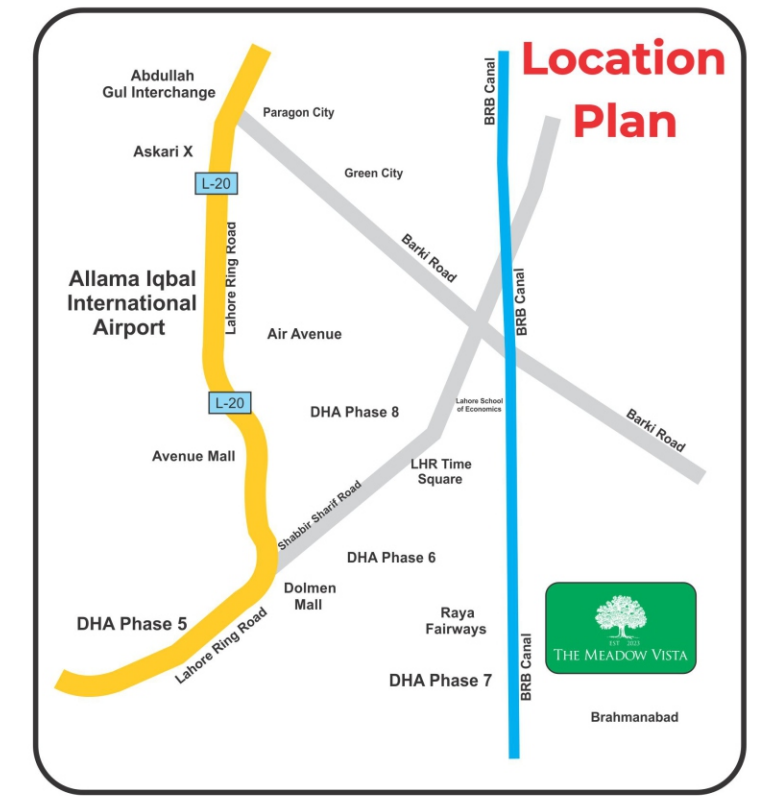 Location
Plan
Abdullah
Gul Interchange
Paragon City
BRB Canal
Askari X
L-20
Green City
Lahore Ring Road
Barki Road
Allama Iqbal
International
Airport
BRB Canal
Air Avenue
L-20
DHA Phase 8
Lahore School
of Economics
Barki Road
Avenue Mall
LHR Time
Square
Shabbir Sharif Road
DHA Phase 6
Dolmen
Mall
DHA Phase 5
Lahore Ring Road
Raya
Fairways
EST 2023
THE MEADOW VISTA
DHA Phase 7
BRB Canal
Brahmanabad